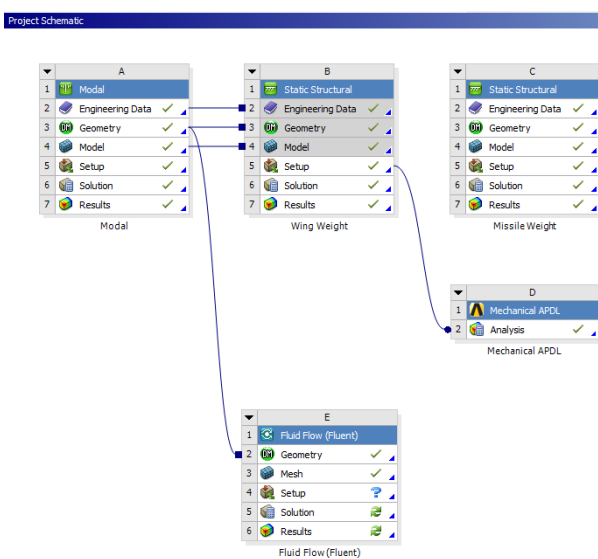 Project Schematic
A
1 Modal
2 Engineering Data
3 Geometry
4 Model
5 Setup
6 Solution
7 Results
Modal
B
1 Static Structural
2 Engineering Data
3 Geometry
4 Model
5 Setup
6 Solution
7 Results
Wing Weight
C
1 Static Structural
2 Engineering Data
3 Geometry
4 Model
5 Setup
6 Solution
7 Results
Missile Weight
D
1 Mechanical APDL
2 Analysis
Mechanical APDL
E
1 Fluid Flow (Fluent)
2 Geometry
3 Mesh
4 Setup ?
5 Solution
6 Results
Fluid Flow (Fluent)